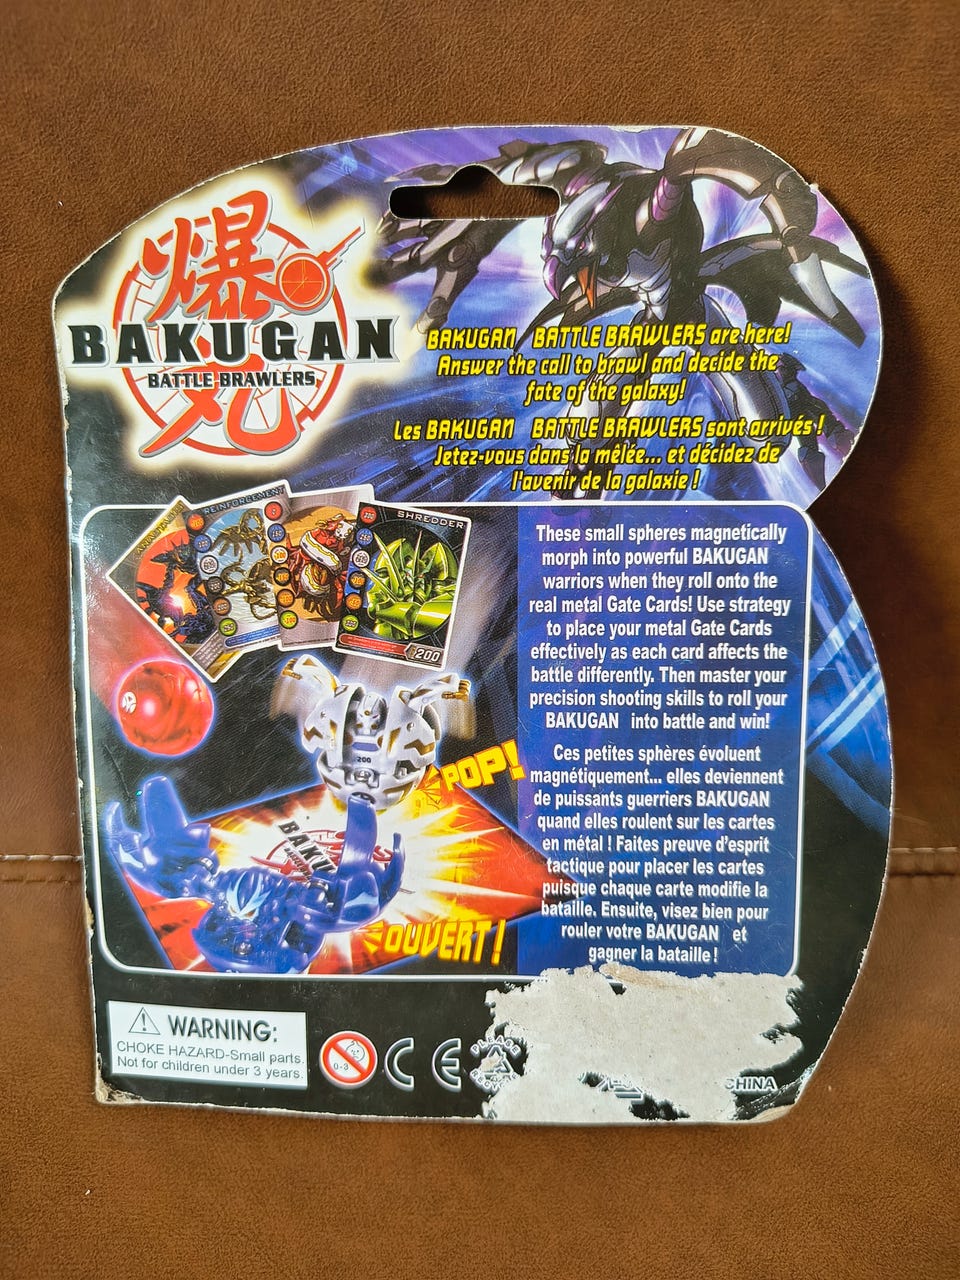 爆
BAKUGAN
BATTLE BRAWLERS
丸
BAKUGAN BATTLE BRAWLERS are here!
Answer the call to brawl and decide the
fate of the galaxy!
Les BAKUGAN BATTLE BRAWLERS sont arrivés !
Jetez-vous dans la mêlée... et décidez de
l'avenir de la galaxie !
REINFORCEMENT
SHREDDER
200
200
POP!
BAKU
OUVERT!
These small spheres magnetically
morph into powerful BAKUGAN
warriors when they roll onto the
real metal Gate Cards! Use strategy
to place your metal Gate Cards
effectively as each card affects the
battle differently. Then master your
precision shooting skills to roll your
BAKUGAN into battle and win!
Ces petites sphères évoluent
magnétiquement... elles deviennent
de puissants guerriers BAKUGAN
quand elles roulent sur les cartes
en métal ! Faites preuve d'esprit
tactique pour placer les cartes
puisque chaque carte modifie la
bataille. Ensuite, visez bien pour
rouler votre BAKUGAN et
gagner la bataille !
WARNING:
CHOKE HAZARD-Small parts.
Not for children under 3 years.
0-3
CE
PLEASE
RECYCLE
CHINA